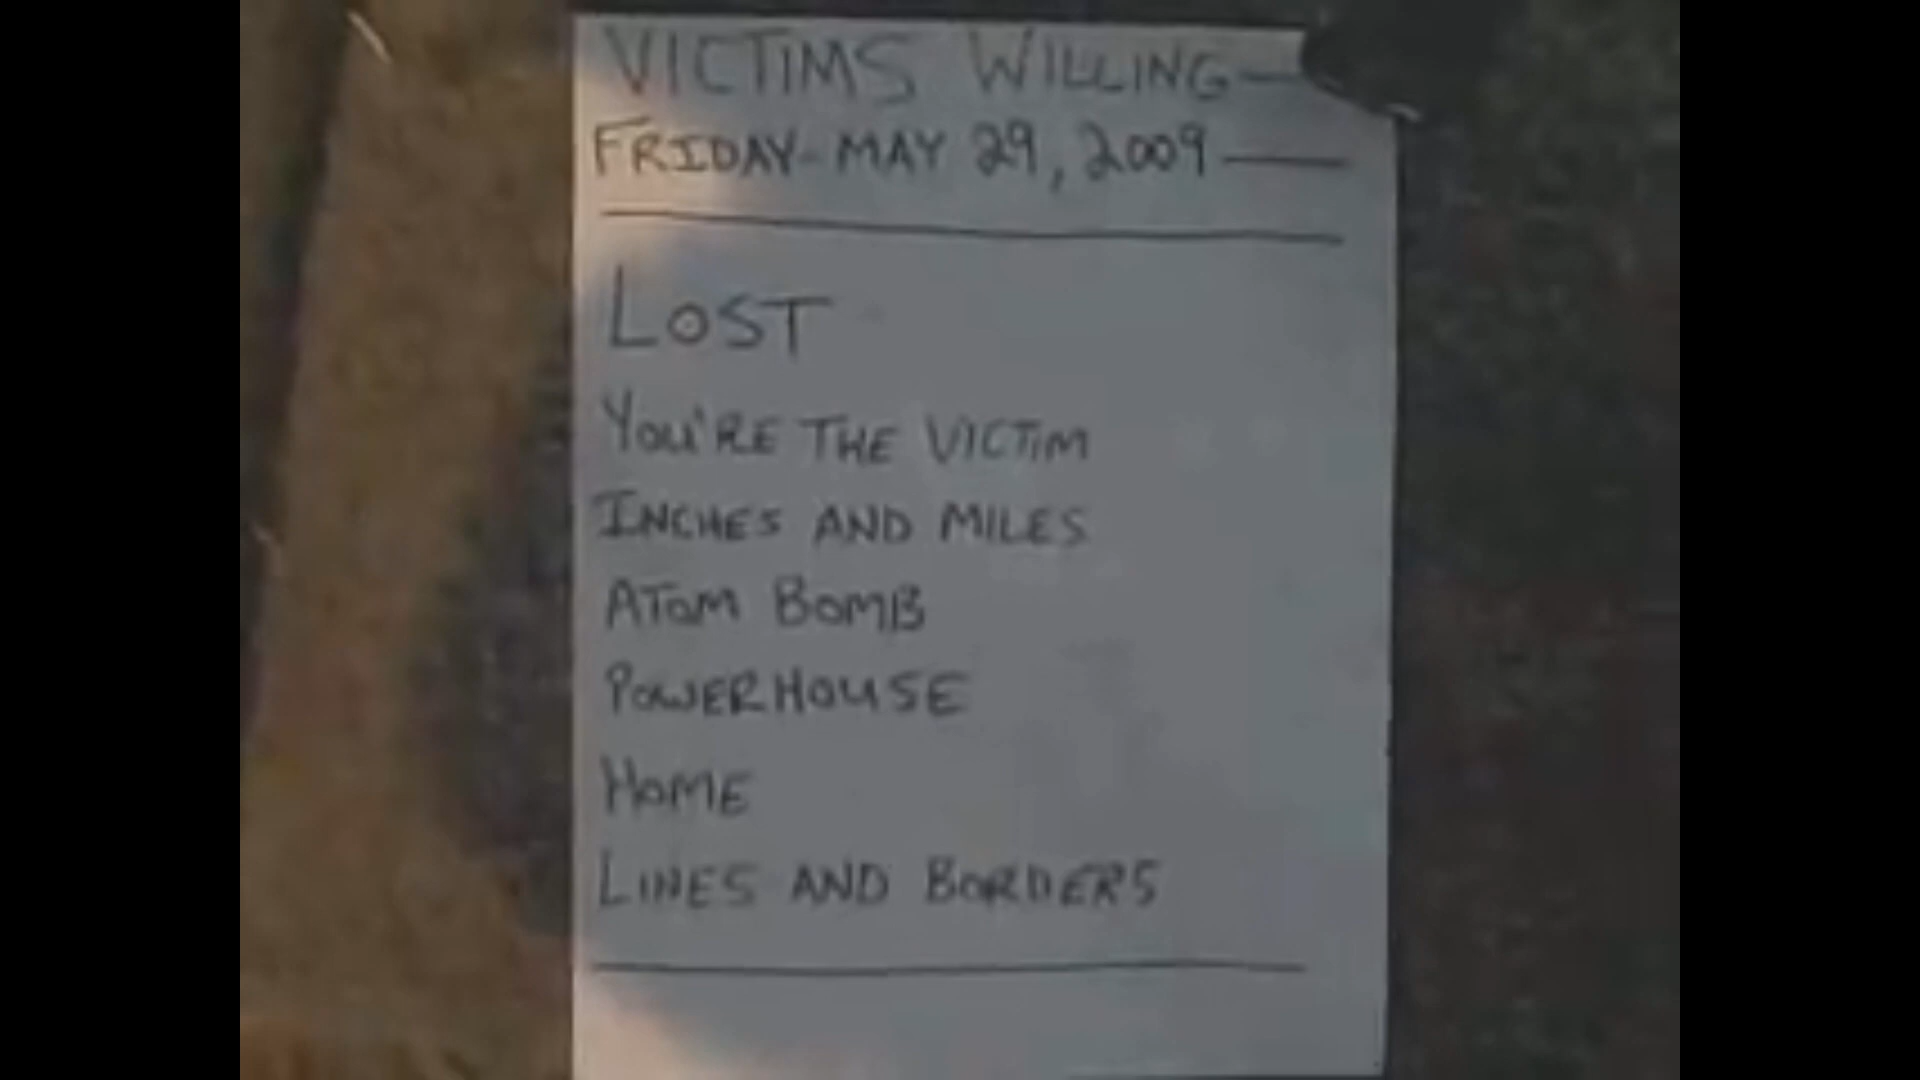 VICTIMS WILLING—
FRIDAY-MAY 29, 2009—
LOST
YOU'RE THE VICTIM
INCHES AND MILES
ATOM BOMB
POWERHOUSE
HOME
LINES AND BORDERS